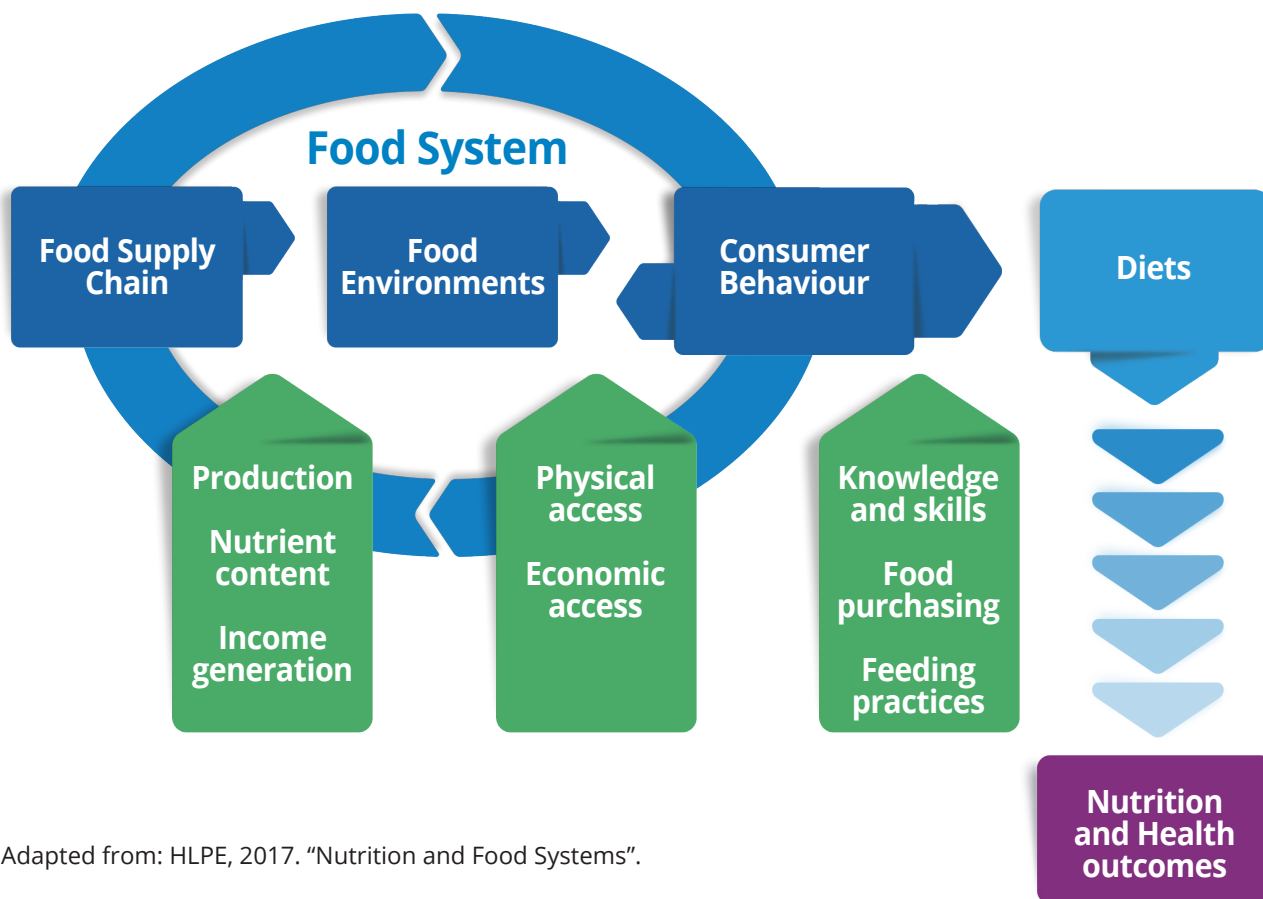 Food System
Food Supply
Chain
Food
Environments
Consumer
Behaviour
Diets
Production
Nutrient
content
Income
generation
Physical
access
Economic
access
Knowledge
and skills
Food
purchasing
Feeding
practices
Nutrition
and Health
outcomes
Adapted from: HLPE, 2017. “Nutrition and Food Systems”.